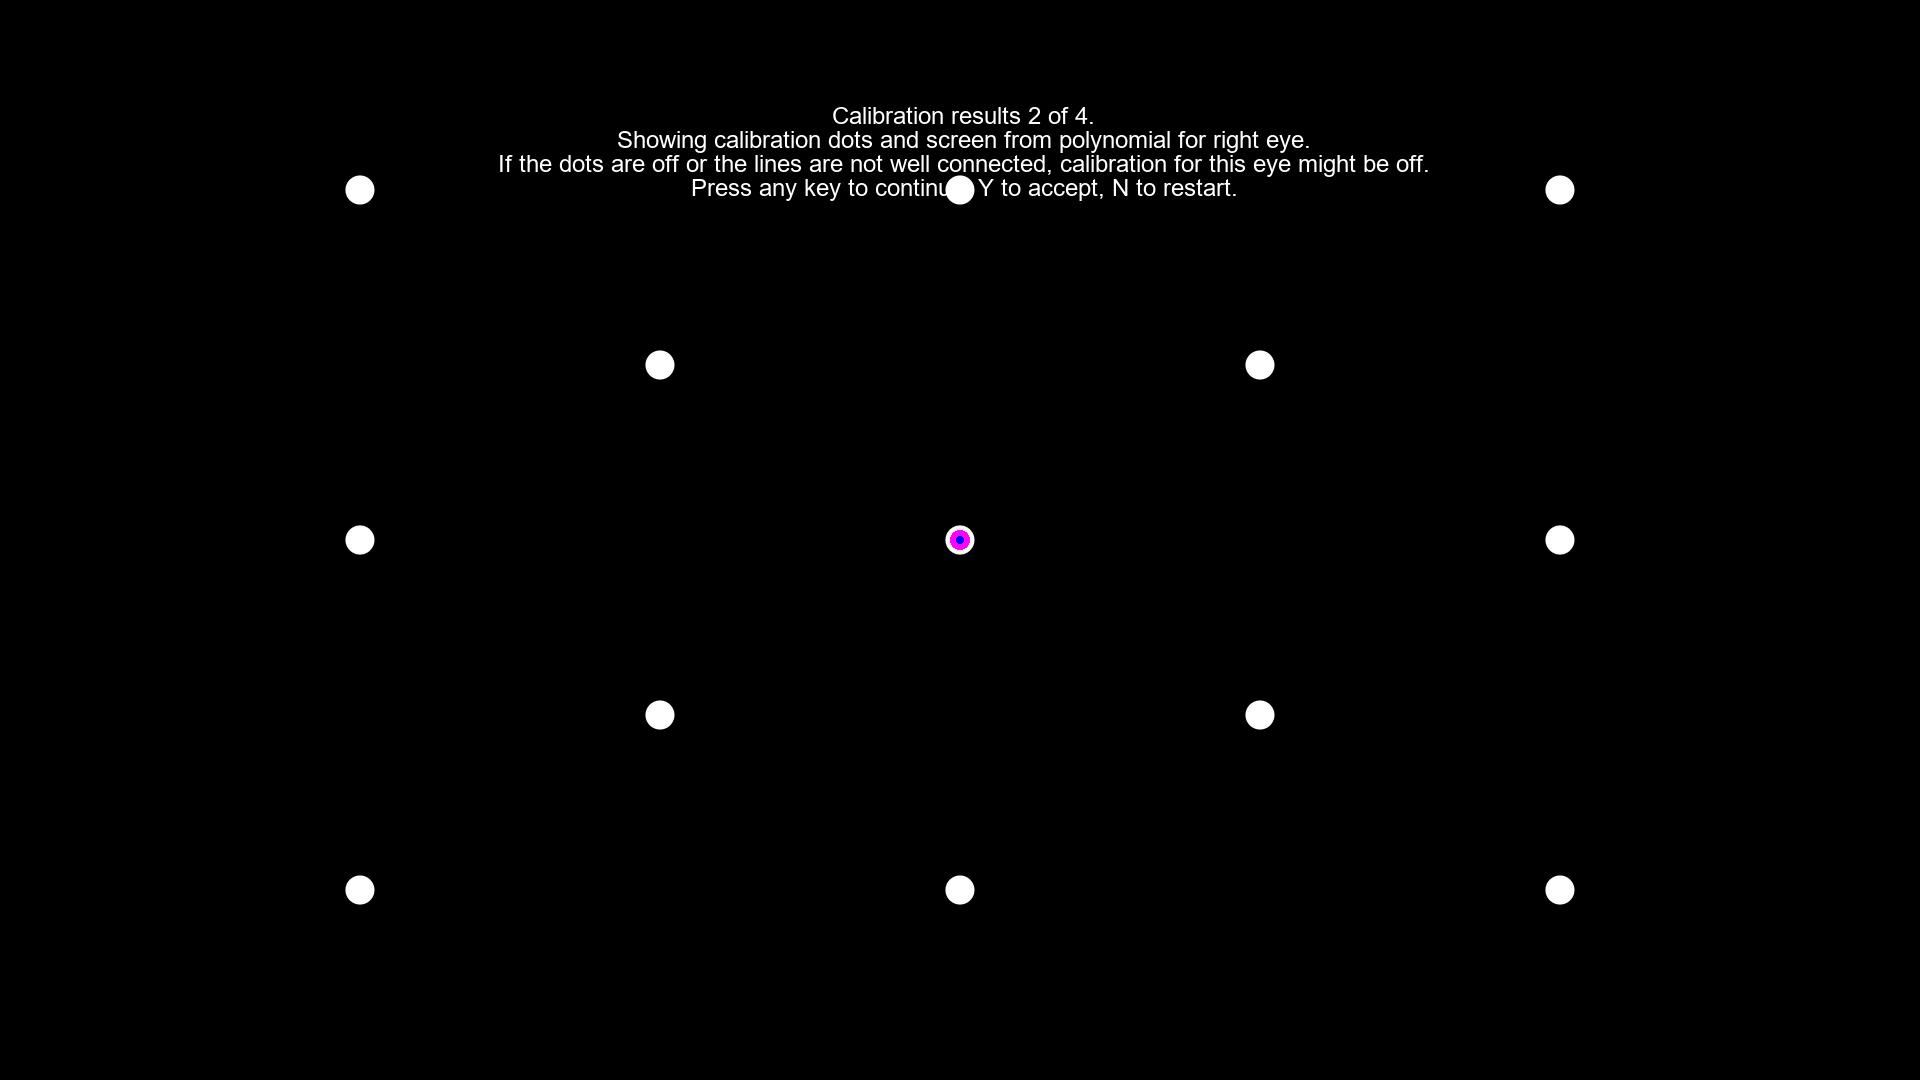 Calibration results 2 of 4.
Showing calibration dots and screen from polynomial for right eye.
If the dots are off or the lines are not well connected, calibration for this eye might be off.
Press any key to continu Y to accept, N to restart.